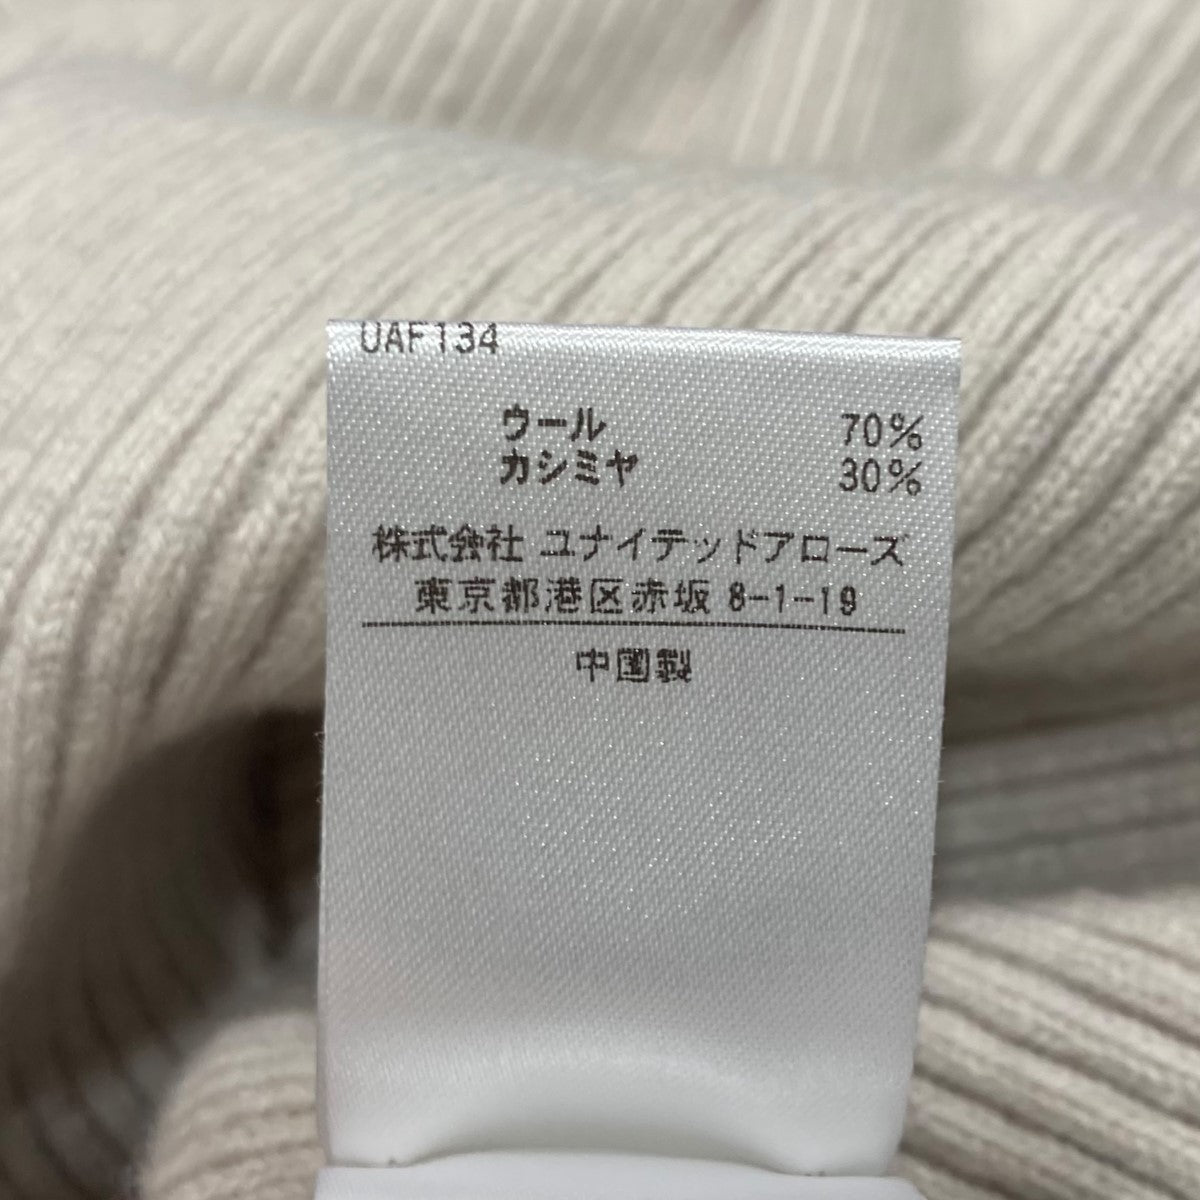 UAF134
ウール 70%
カシミヤ 30%
株式会社 ユナイテッドアローズ
東京都港区赤坂 8-1-19
中国製